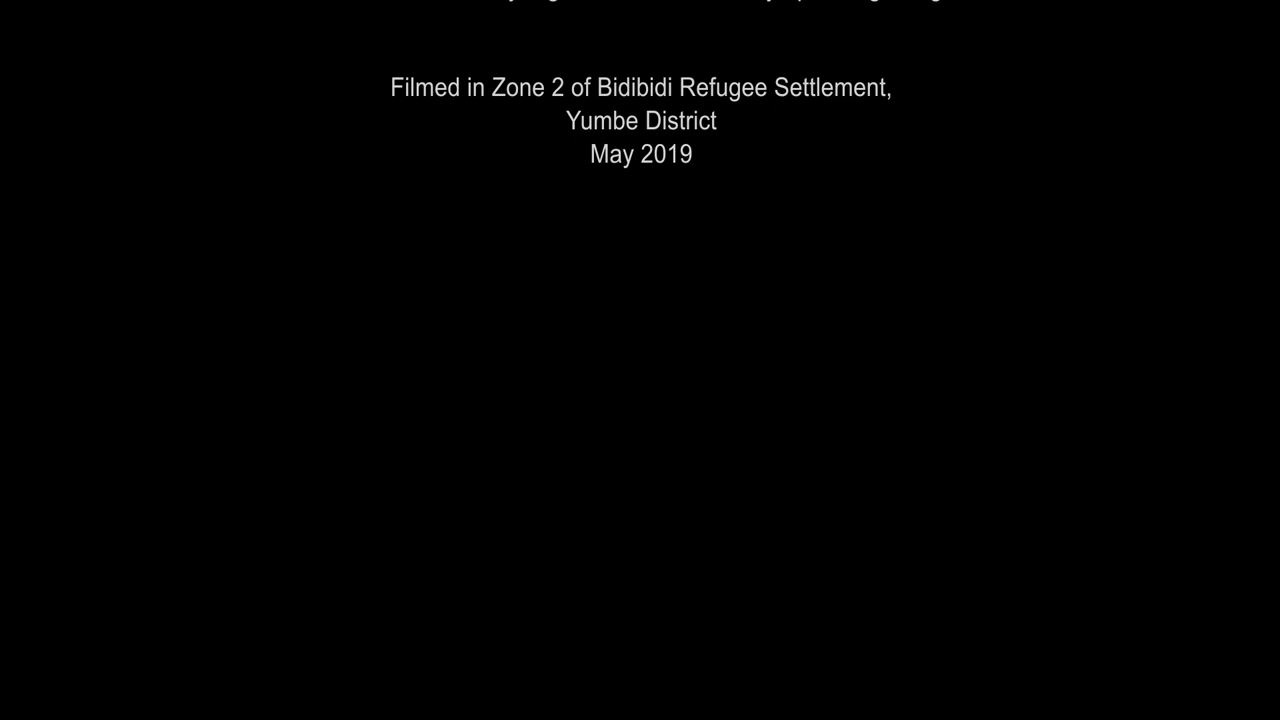 Filmed in Zone 2 of Bidibidi Refugee Settlement,
Yumbe District
May 2019